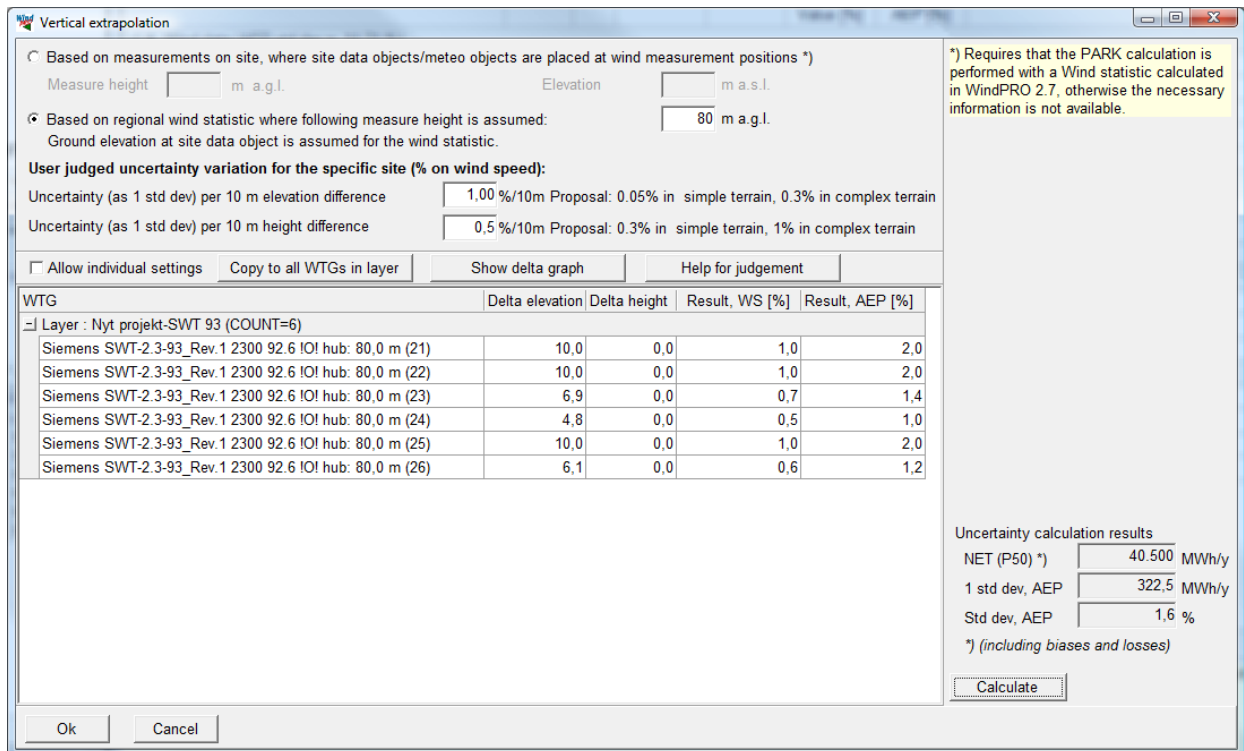 Vertical extrapolation
Based on measurements on site, where site data objects/meteo objects are placed at wind measurement positions *)
Measure height m a.g.l. Elevation m a.s.l.
Based on regional wind statistic where following measure height is assumed: 80 m a.g.l.
Ground elevation at site data object is assumed for the wind statistic.
User judged uncertainty variation for the specific site (% on wind speed):
Uncertainty (as 1 std dev) per 10 m elevation difference 1,00 %/10m Proposal: 0.05% in simple terrain, 0.3% in complex terrain
Uncertainty (as 1 std dev) per 10 m height difference 0,5 %/10m Proposal: 0.3% in simple terrain, 1% in complex terrain
Allow individual settings Copy to all WTGs in layer Show delta graph Help for judgement
WTG Delta elevation Delta height Result, WS [%] Result, AEP [%]
Layer : Nyt projekt-SWT 93 (COUNT=6)
Siemens SWT-2.3-93_Rev.1 2300 92.6 !O! hub: 80,0 m (21) 10,0 0,0 1,0 2,0
Siemens SWT-2.3-93_Rev.1 2300 92.6 !O! hub: 80,0 m (22) 10,0 0,0 1,0 2,0
Siemens SWT-2.3-93_Rev.1 2300 92.6 !O! hub: 80,0 m (23) 6,9 0,0 0,7 1,4
Siemens SWT-2.3-93_Rev.1 2300 92.6 !O! hub: 80,0 m (24) 4,8 0,0 0,5 1,0
Siemens SWT-2.3-93_Rev.1 2300 92.6 !O! hub: 80,0 m (25) 10,0 0,0 1,0 2,0
Siemens SWT-2.3-93_Rev.1 2300 92.6 !O! hub: 80,0 m (26) 6,1 0,0 0,6 1,2
*) Requires that the PARK calculation is
performed with a Wind statistic calculated
in WindPRO 2.7, otherwise the necessary
information is not available.
Uncertainty calculation results
NET (P50) *) 40.500 MWh/y
1 std dev, AEP 322,5 MWh/y
Std dev, AEP 1,6 %
*) (including biases and losses)
Calculate
Ok Cancel